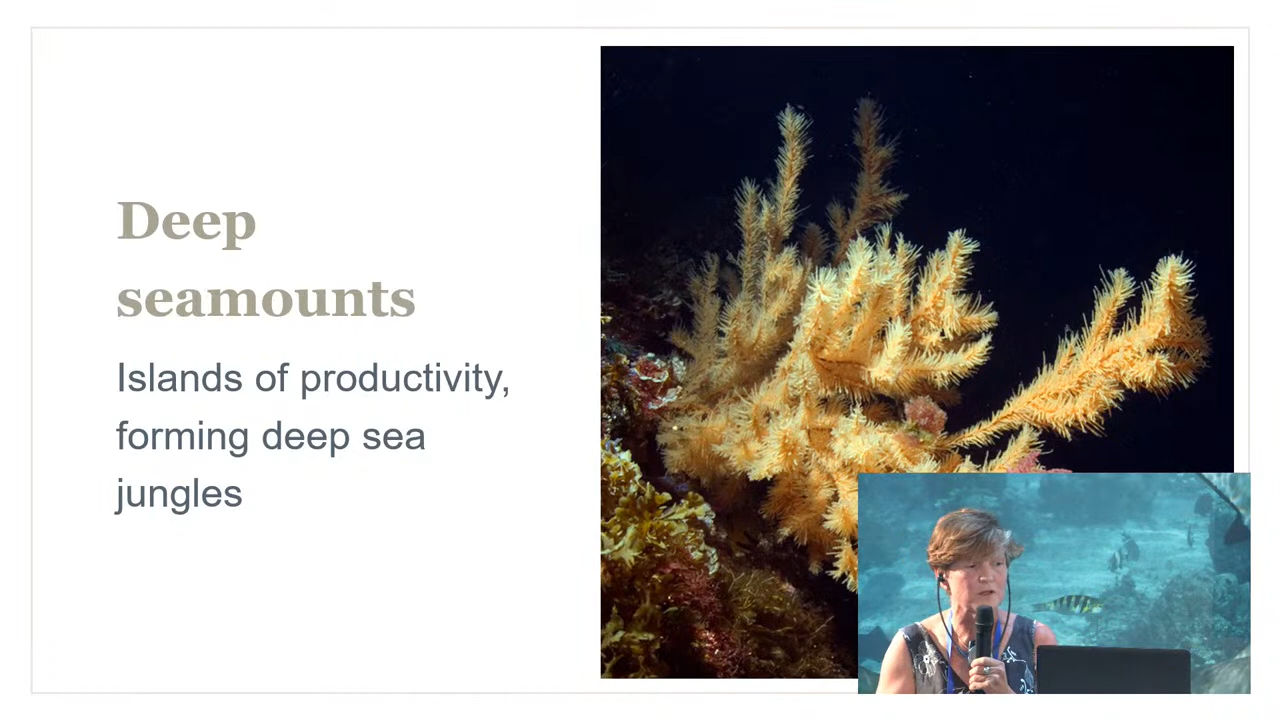 Deep
seamounts
Islands of productivity,
forming deep sea
jungles